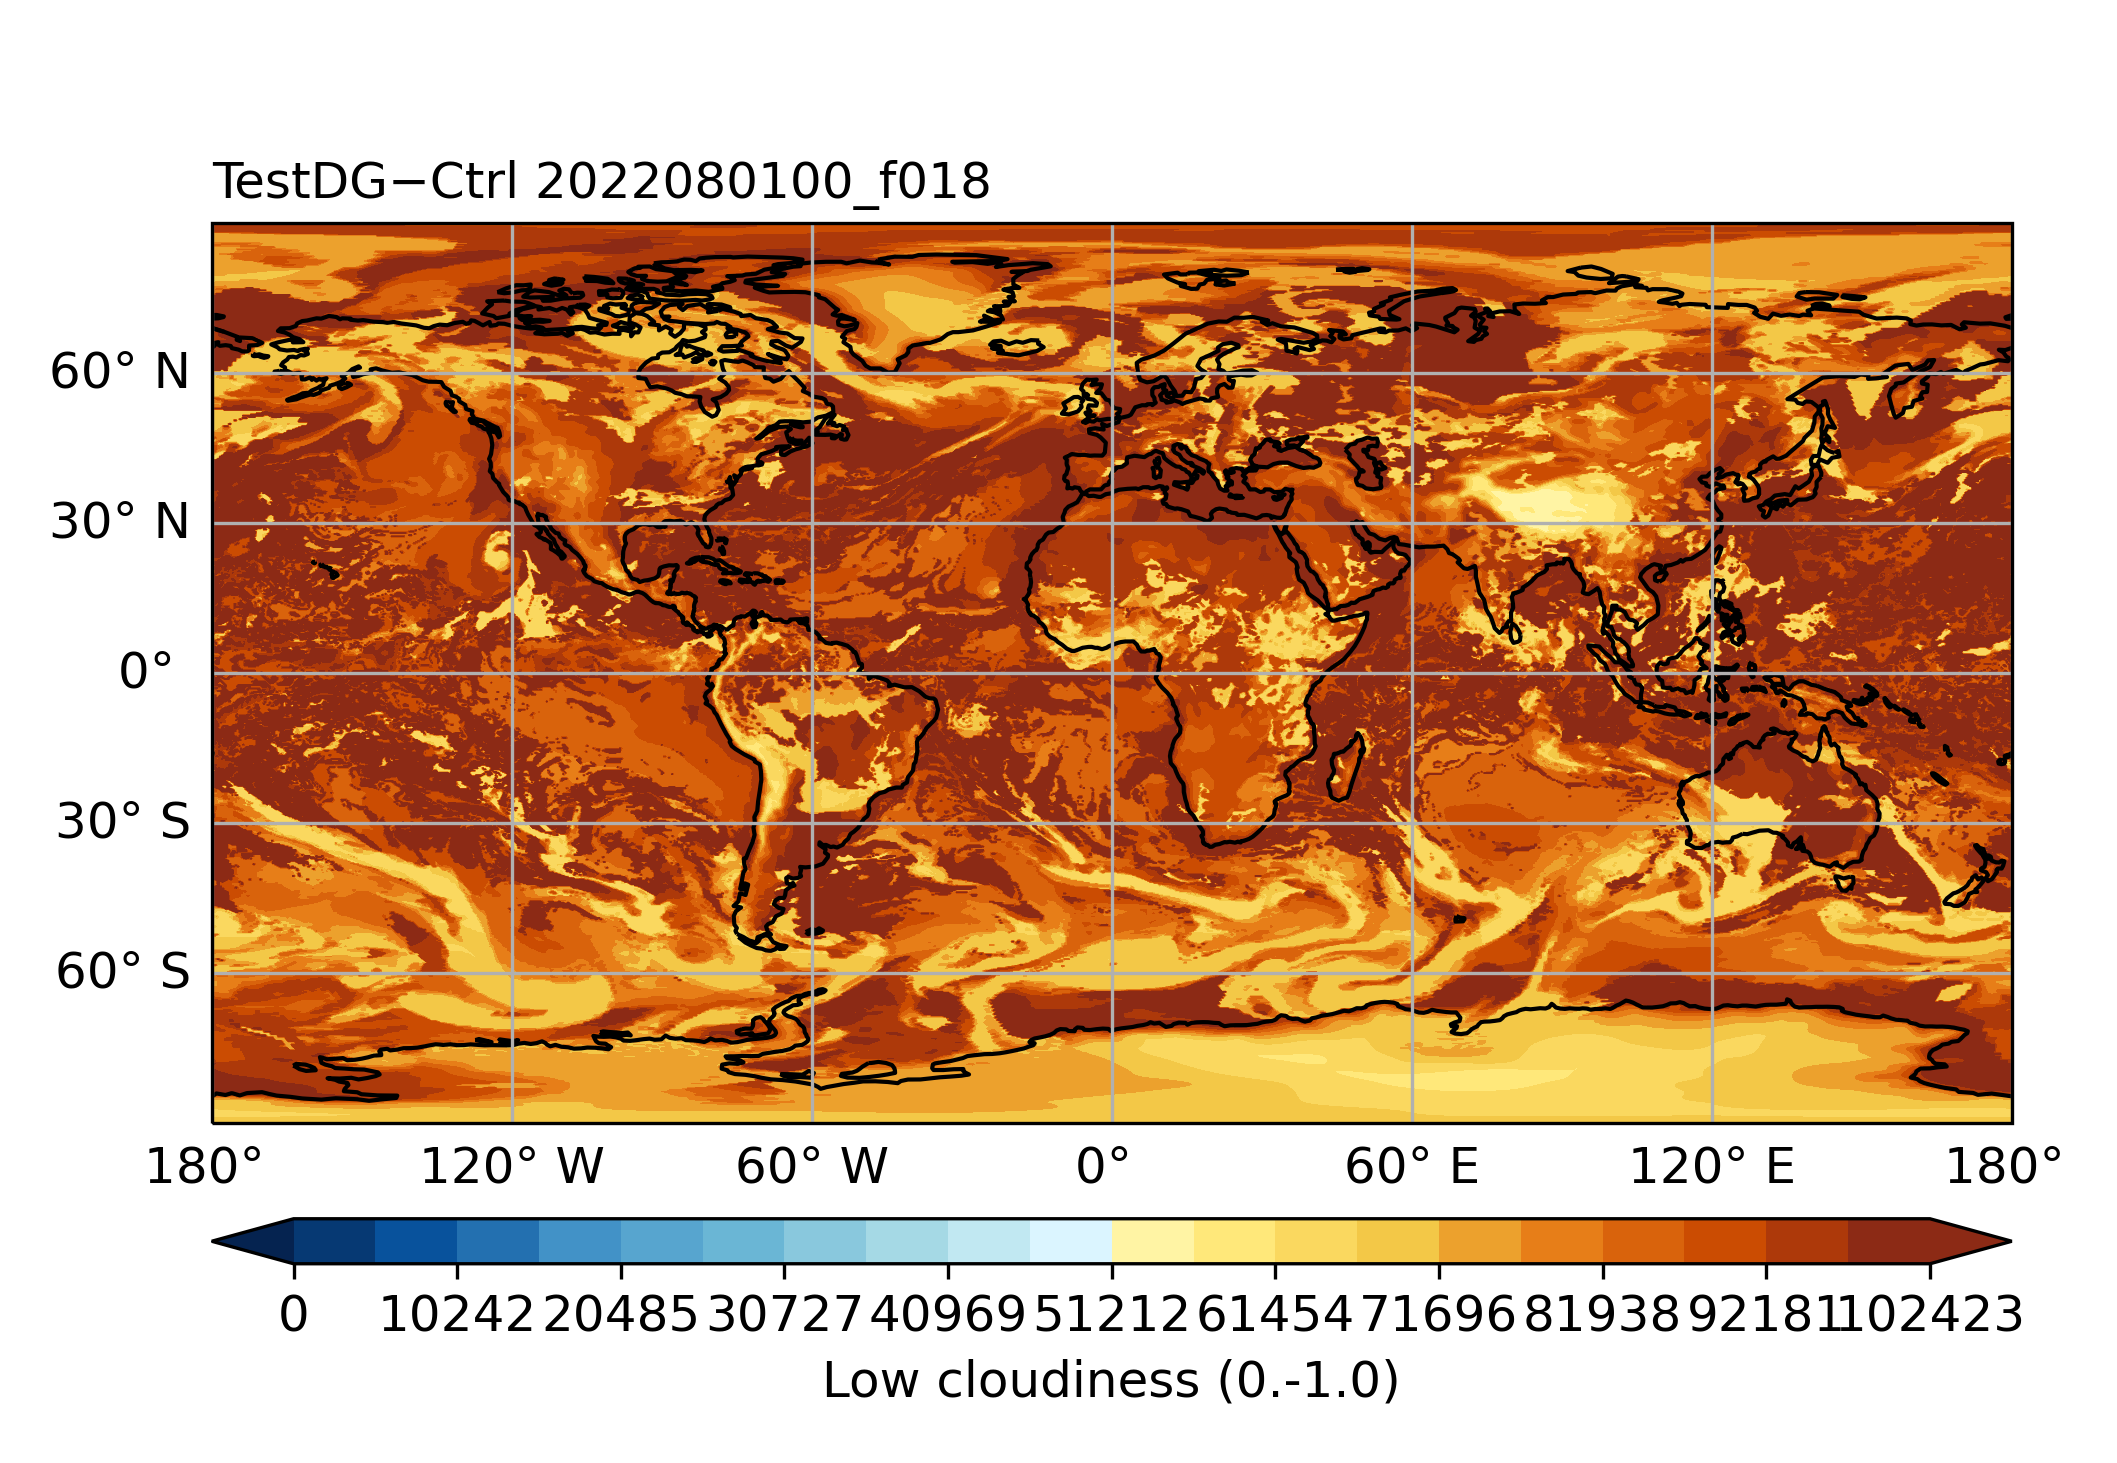 TestDG−Ctrl 2022080100_f018
60° N
30° N
0°
30° S
60° S
180° 120° W 60° W 0° 60° E 120° E 180°
0 10242 20485 30727 40969 51212 61454 71696 81938 92181 102423
Low cloudiness (0.-1.0)